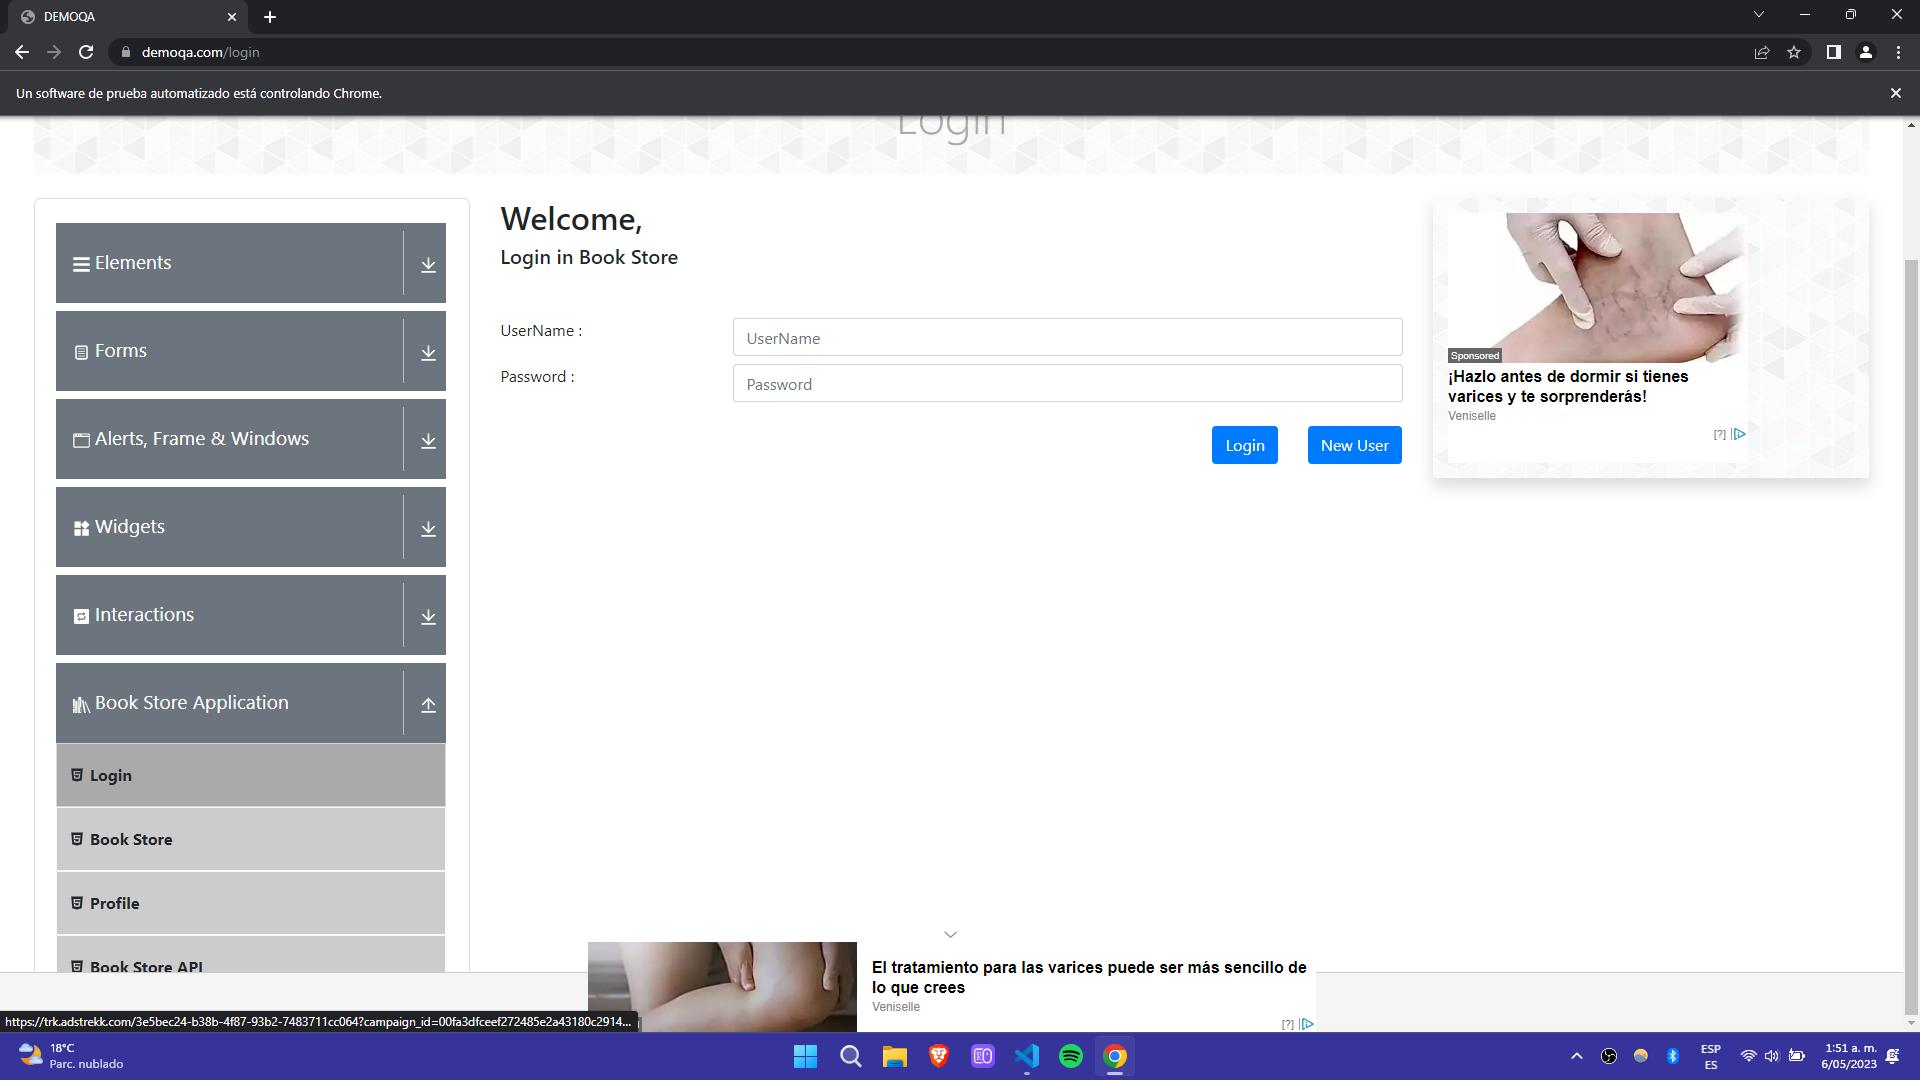 DEMOQA
demoqa.com/login
Un software de prueba automatizado está controlando Chrome.
Login
Elements
Forms
Alerts, Frame & Windows
Widgets
Interactions
Book Store Application
Login
Book Store
Profile
Book Store API
Welcome,
Login in Book Store
UserName :
UserName
Password :
Password
Login
New User
Sponsored
¡Hazlo antes de dormir si tienes
varices y te sorprenderás!
Veniselle
[?]
El tratamiento para las varices puede ser más sencillo de
lo que crees
Veniselle
[?]
https://trk.adstrekk.com/3e5bec24-b38b-4f87-93b2-7483711cc064?campaign_id=00fa3dfceef272485e2a43180c2914...
18°C
Parc. nublado
ESP
ES
1:51 a. m.
6/05/2023